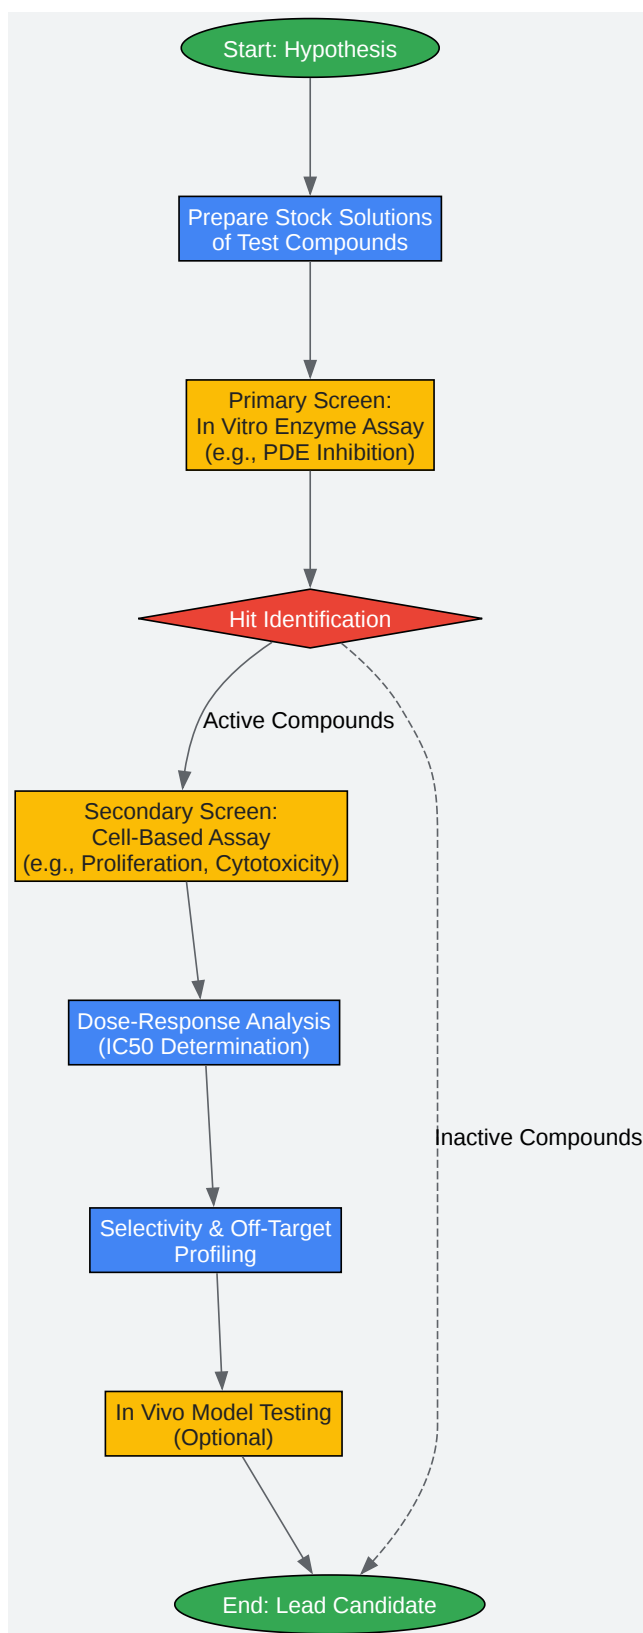 Start: Hypothesis
Prepare Stock Solutions
of Test Compounds
Primary Screen:
In Vitro Enzyme Assay
(e.g., PDE Inhibition)
Hit Identification
Active Compounds
Secondary Screen:
Cell-Based Assay
(e.g., Proliferation, Cytotoxicity)
Dose-Response Analysis
(IC50 Determination)
Inactive Compounds
Selectivity & Off-Target
Profiling
In Vivo Model Testing
(Optional)
End: Lead Candidate